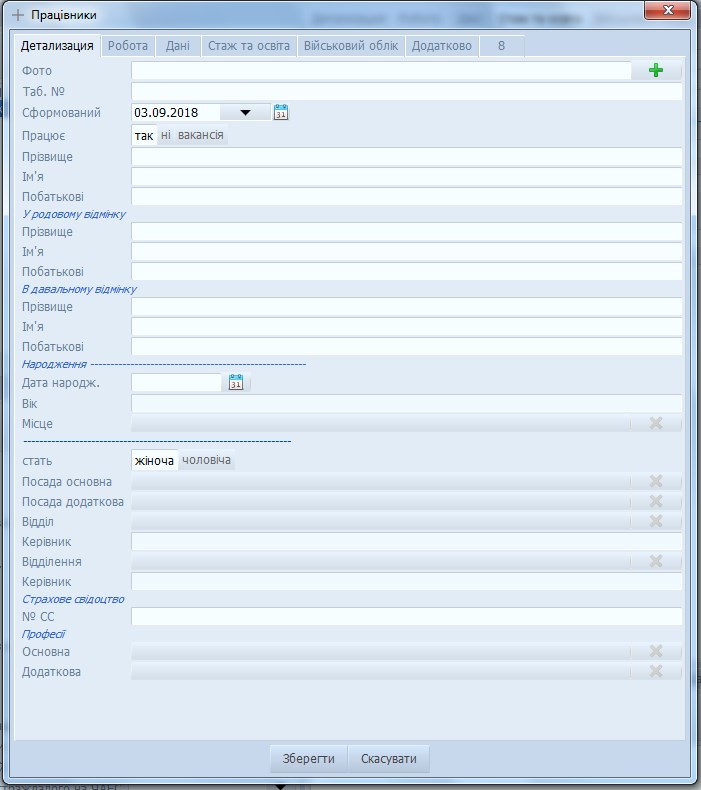 Працівники
Детализация Робота Дані Стаж та освіта Військовий облік Додатково 8
Фото
Таб. №
Сформований 03.09.2018 31
Працює так ні вакансія
Прізвище
Ім'я
Побатькові
У родовому відмінку
Прізвище
Ім'я
Побатькові
В давальному відмінку
Прізвище
Ім'я
Побатькові
Народження ------------------------------------------------------
Дата народж. 31
Вік
Місце
-------------------------------------------------------------------
стать жіноча чоловіча
Посада основна
Посада додаткова
Відділ
Керівник
Відділення
Керівник
Страхове свідоцтво
№ СС
Професії
Основна
Додаткова
Зберегти Скасувати